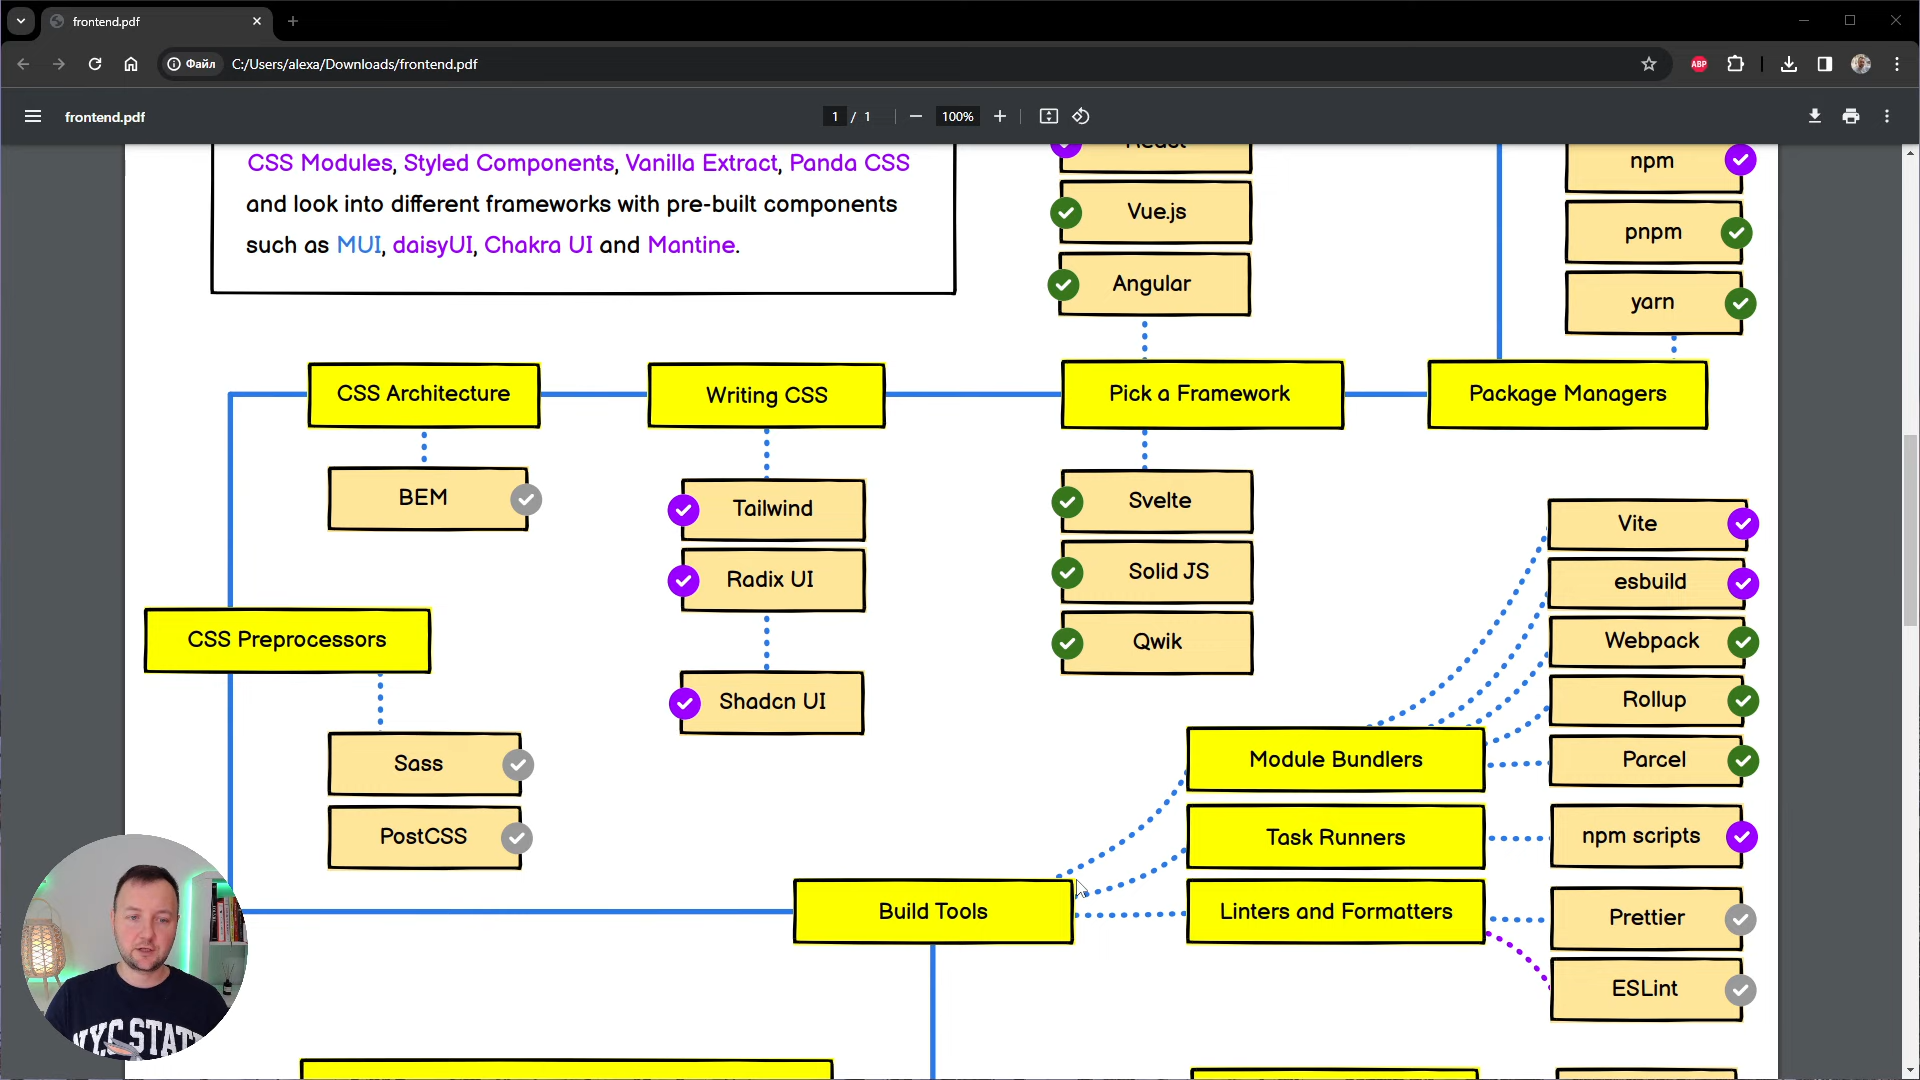 frontend.pdf
Файл
C:/Users/alexa/Downloads/frontend.pdf
ABP
frontend.pdf
1 / 1
100%
CSS Modules, Styled Components, Vanilla Extract, Panda CSS
and look into different frameworks with pre-built components
such as MUI, daisyUI, Chakra UI and Mantine.
React
Vue.js
Angular
npm
pnpm
yarn
CSS Architecture
Writing CSS
Pick a Framework
Package Managers
BEM
Tailwind
Radix UI
Shadcn UI
Svelte
Solid JS
Qwik
CSS Preprocessors
Sass
PostCSS
Vite
esbuild
Webpack
Rollup
Parcel
Module Bundlers
Task Runners
npm scripts
Build Tools
Linters and Formatters
Prettier
ESLint
NYC STATE